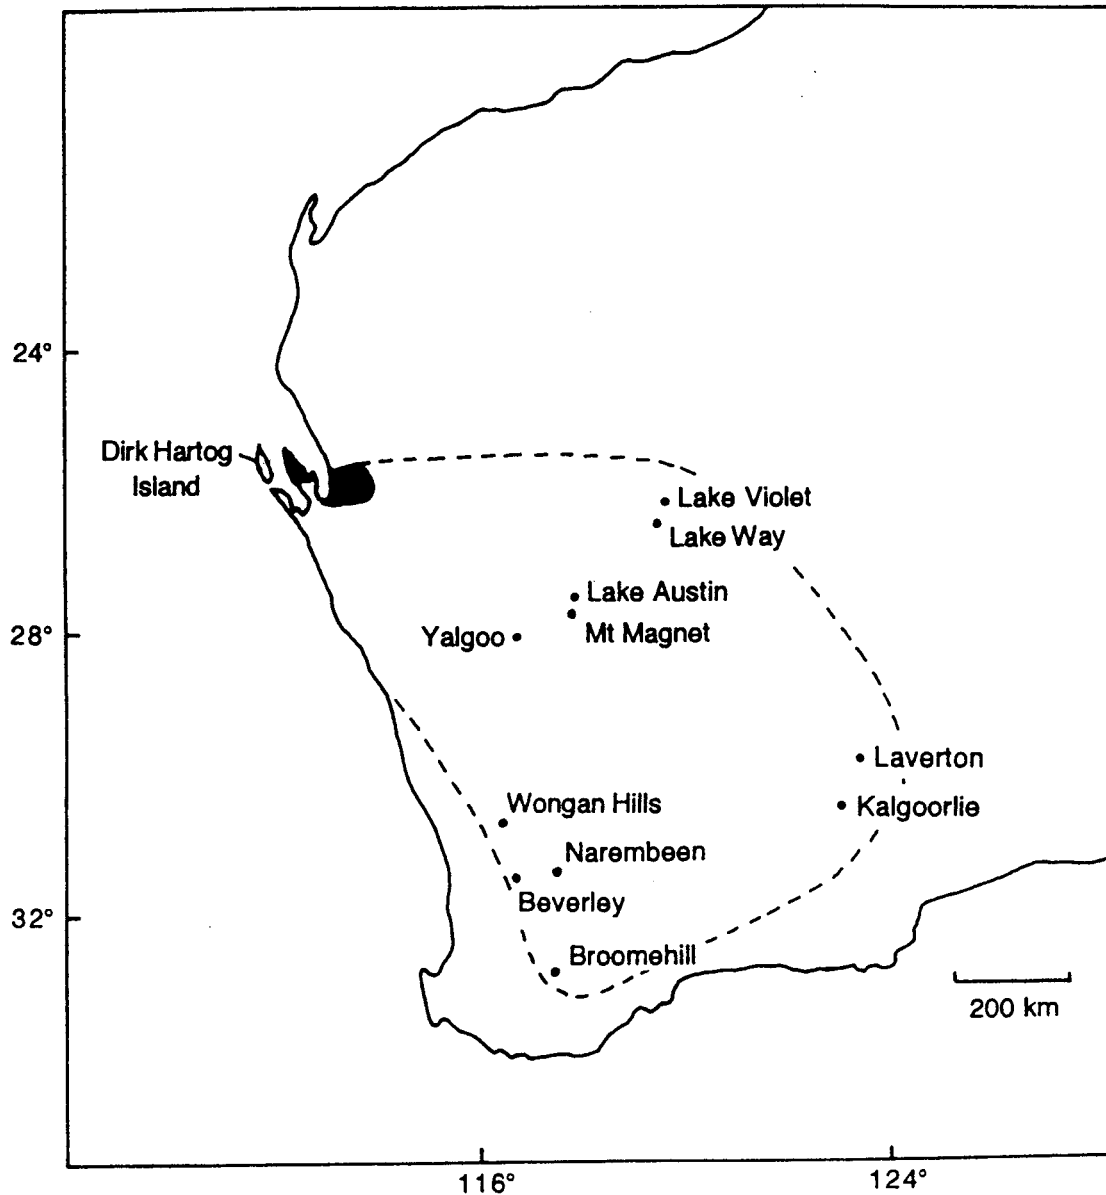 24°
Dirk Hartog
Island
Lake Violet
Lake Way
Lake Austin
Mt Magnet
Yalgoo
28°
Laverton
Kalgoorlie
Wongan Hills
Narembeen
Beverley
32°
Broomehill
200 km
116°
124°